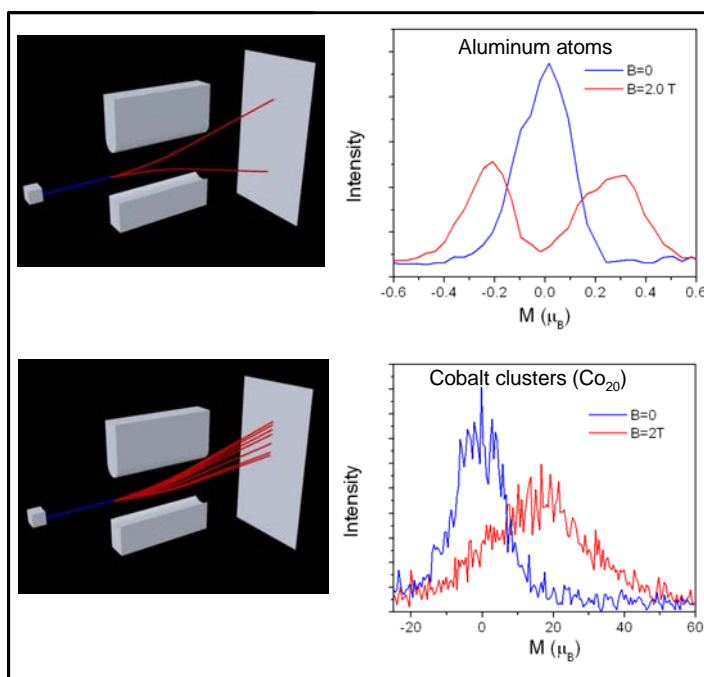 Aluminum atoms
B=0
B=2.0 T
Intensity
-0.6 -0.4 -0.2 0.0 0.2 0.4 0.6
M (μB)
Cobalt clusters (Co20)
B=0
B=2T
Intensity
-20 0 20 40 60
M (μB)